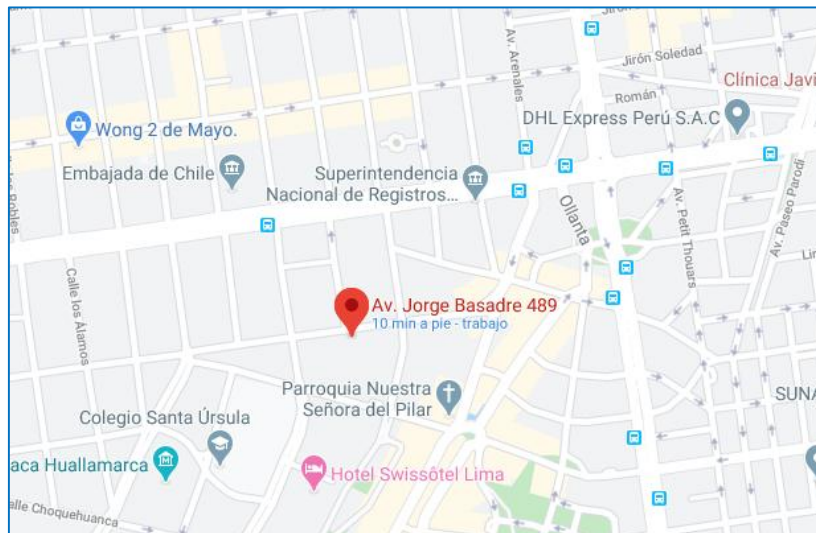 Jirón
Av. Arenales
Jirón Soledad
Clínica Javi
Román
DHL Express Perú S.A.C
Wong 2 de Mayo.
Embajada de Chile
Superintendencia
Nacional de Registros...
Robles
Ollanta
Av. Petit Thouars
Av. Paseo Parodi
Calle los Álamos
Av. Jorge Basadre 489
10 min a pie - trabajo
Parroquia Nuestra
Señora del Pilar
SUNA
Colegio Santa Úrsula
aca Huallamarca
Hotel Swissôtel Lima
alle Choquehuanca